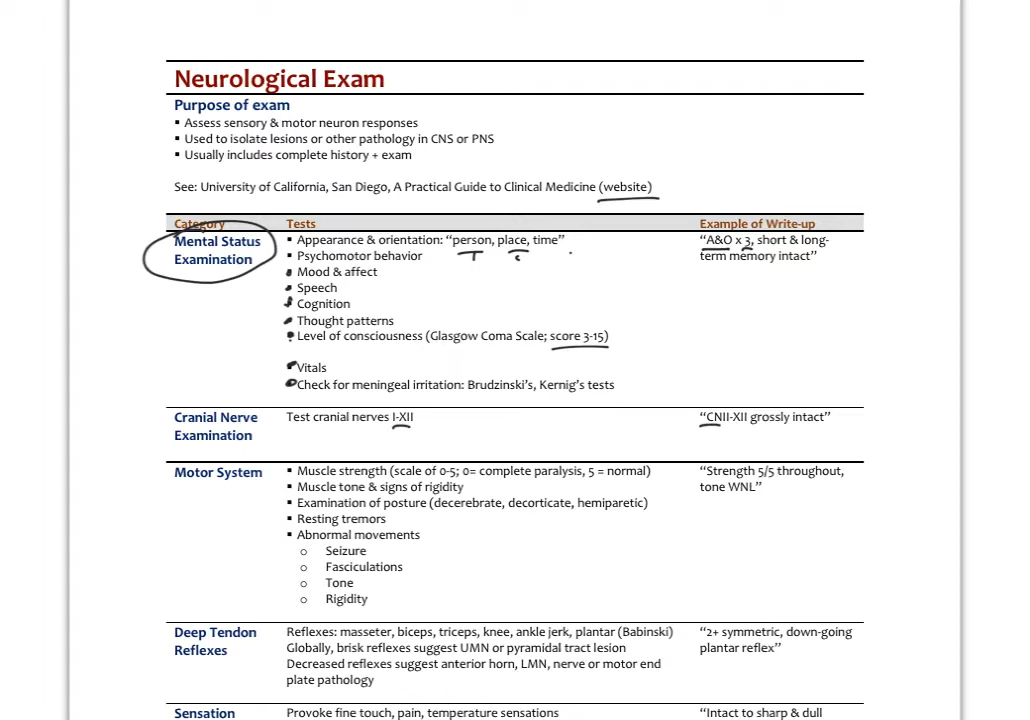 Neurological Exam
Purpose of exam
▪ Assess sensory & motor neuron responses
▪ Used to isolate lesions or other pathology in CNS or PNS
▪ Usually includes complete history + exam
See: University of California, San Diego, A Practical Guide to Clinical Medicine (website)
Category Tests Example of Write-up
Mental Status Examination
▪ Appearance & orientation: “person, place, time”
▪ Psychomotor behavior
▪ Mood & affect
▪ Speech
▪ Cognition
▪ Thought patterns
▪ Level of consciousness (Glasgow Coma Scale; score 3-15)
▪ Vitals
▪ Check for meningeal irritation: Brudzinski’s, Kernig’s tests
“A&O x 3, short & long-
term memory intact”
Cranial Nerve
Examination
Test cranial nerves I-XII
“CNII-XII grossly intact”
Motor System
▪ Muscle strength (scale of 0-5; 0= complete paralysis, 5 = normal)
▪ Muscle tone & signs of rigidity
▪ Examination of posture (decerebrate, decorticate, hemiparetic)
▪ Resting tremors
▪ Abnormal movements
o Seizure
o Fasciculations
o Tone
o Rigidity
“Strength 5/5 throughout,
tone WNL”
Deep Tendon
Reflexes
Reflexes: masseter, biceps, triceps, knee, ankle jerk, plantar (Babinski)
Globally, brisk reflexes suggest UMN or pyramidal tract lesion
Decreased reflexes suggest anterior horn, LMN, nerve or motor end
plate pathology
“2+ symmetric, down-going
plantar reflex”
Sensation
Provoke fine touch, pain, temperature sensations
“Intact to sharp & dull